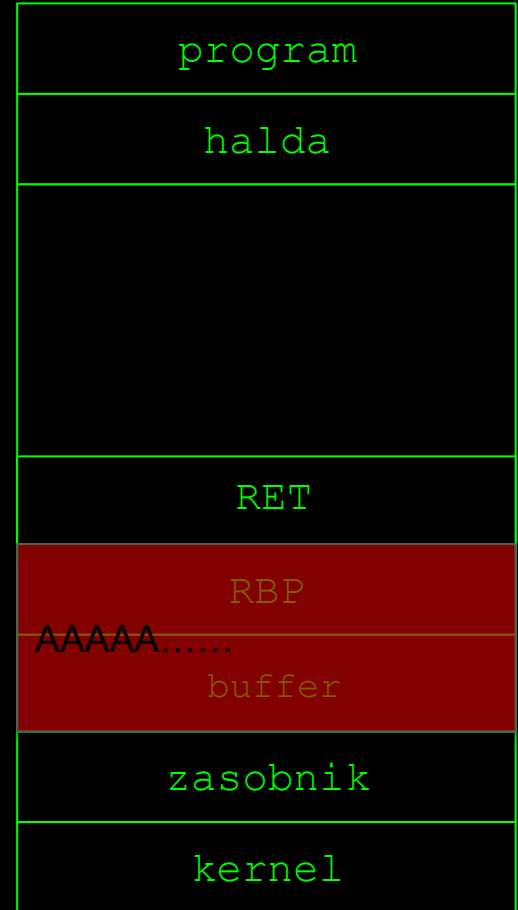 program
halda
RET
RBP
AAAAA......
buffer
zasobnik
kernel